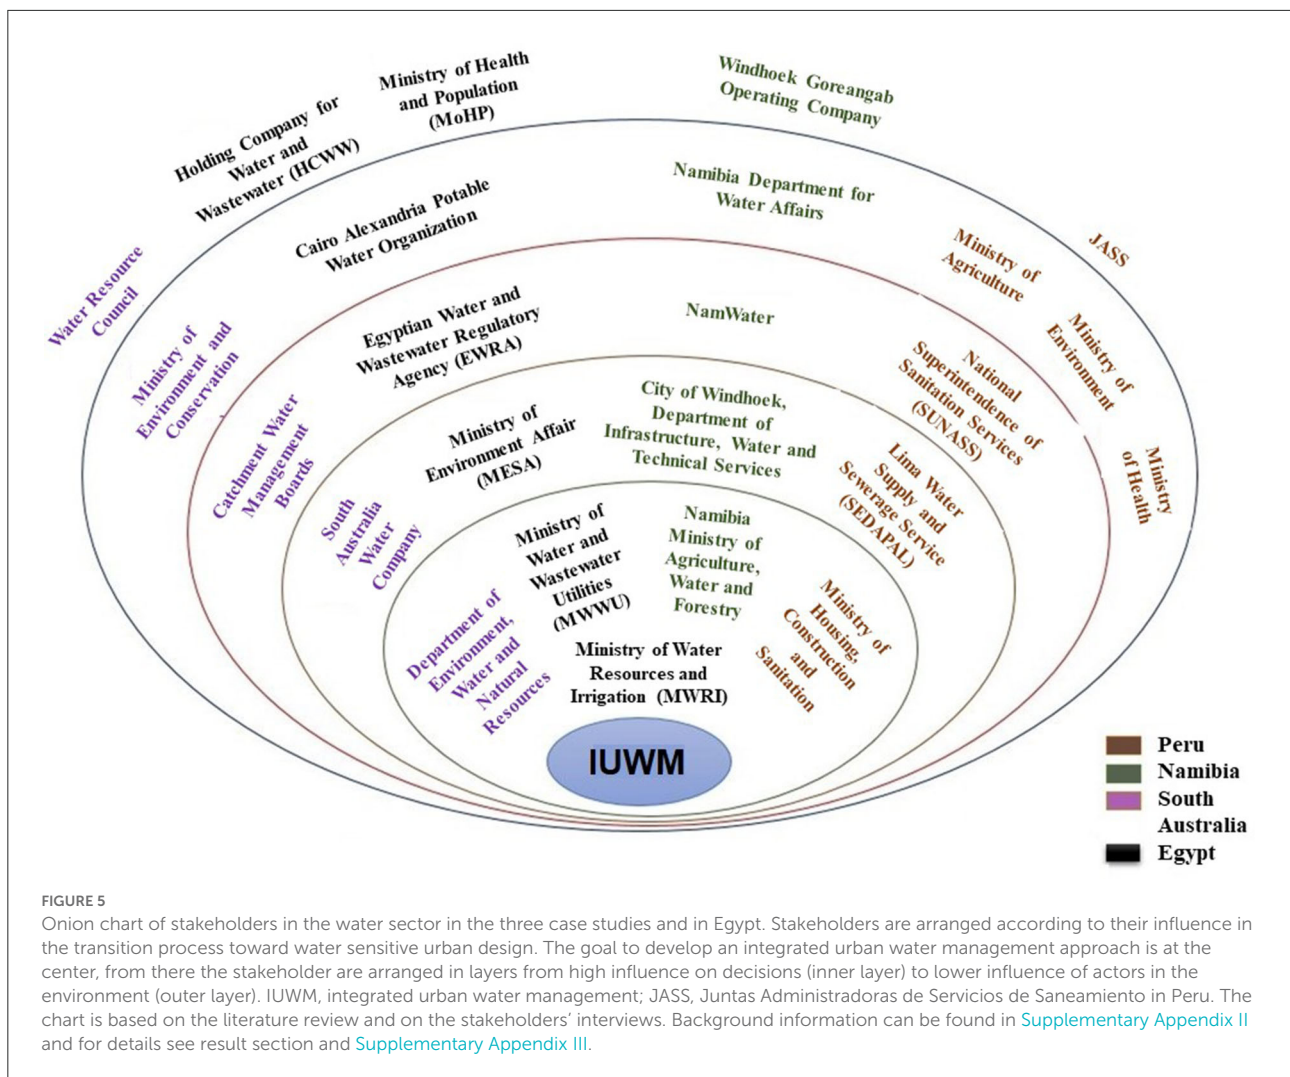 Ministry of Health
and Population
(MoHP)
Holding Company for
Water and
Wastewater (HCWW)
Windhoek Goreangab
Operating Company
Cairo Alexandria Potable
Water Organization
Namibia Department for
Water Affairs
Water Resource
Council
Ministry of
Environment and
Conservation
JASS
Ministry of
Agriculture
Ministry of
Environment
Ministry
of Health
Egyptian Water and
Wastewater Regulatory
Agency (EWRA)
NamWater
National
Superintendence of
Sanitation Services
(SUNASS)
Catchment Water
Management
Boards
Ministry of
Environment Affair
(MESA)
City of Windhoek,
Department of
Infrastructure, Water and
Technical Services
Lima Water
Supply and
Sewerage Service
(SEDAPAL)
South
Australia
Water
Company
Ministry of
Water and
Wastewater
Utilities
(MWWU)
Namibia
Ministry of
Agriculture,
Water and
Forestry
Department of
Environment,
Water and
Natural
Resources
Ministry of Water
Resources and
Irrigation (MWRI)
Ministry of
Housing,
Construction
and
Sanitation
IUWM
Peru
Namibia
South
Australia
Egypt
FIGURE 5
Onion chart of stakeholders in the water sector in the three case studies and in Egypt. Stakeholders are arranged according to their influence in
the transition process toward water sensitive urban design. The goal to develop an integrated urban water management approach is at the
center, from there the stakeholder are arranged in layers from high influence on decisions (inner layer) to lower influence of actors in the
environment (outer layer). IUWM, integrated urban water management; JASS, Juntas Administradoras de Servicios de Saneamiento in Peru. The
chart is based on the literature review and on the stakeholders' interviews. Background information can be found in Supplementary Appendix II
and for details see result section and Supplementary Appendix III.